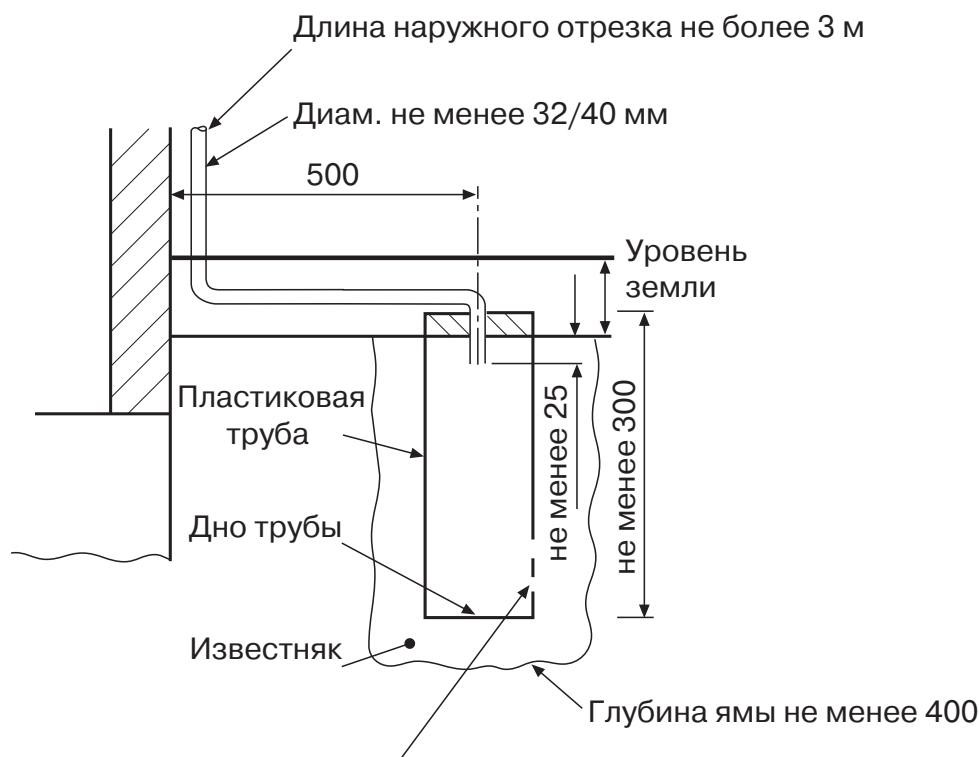 Длина наружного отрезка не более 3 м
Диам. не менее 32/40 мм
500
Уровень
земли
Пластиковая
труба
не менее 25
не менее 300
Дно трубы
Известняк
Глубина ямы не менее 400